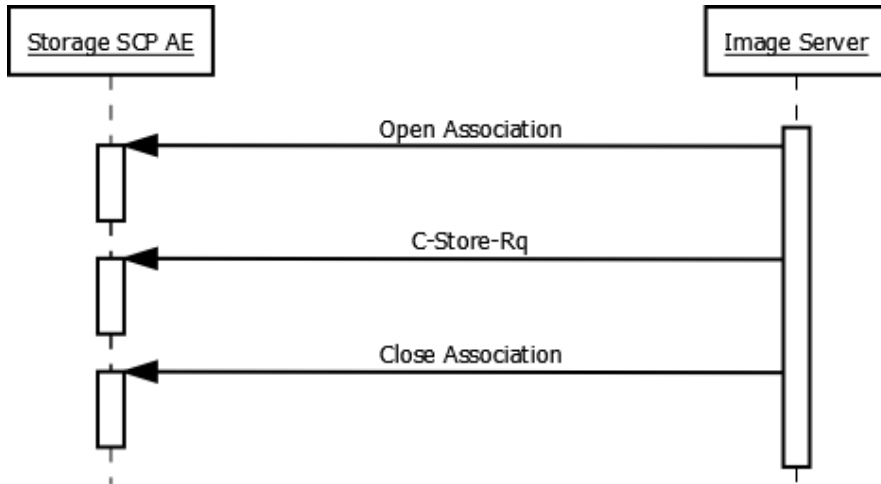 Storage SCP AE
Image Server
Open Association
C-Store-Rq
Close Association